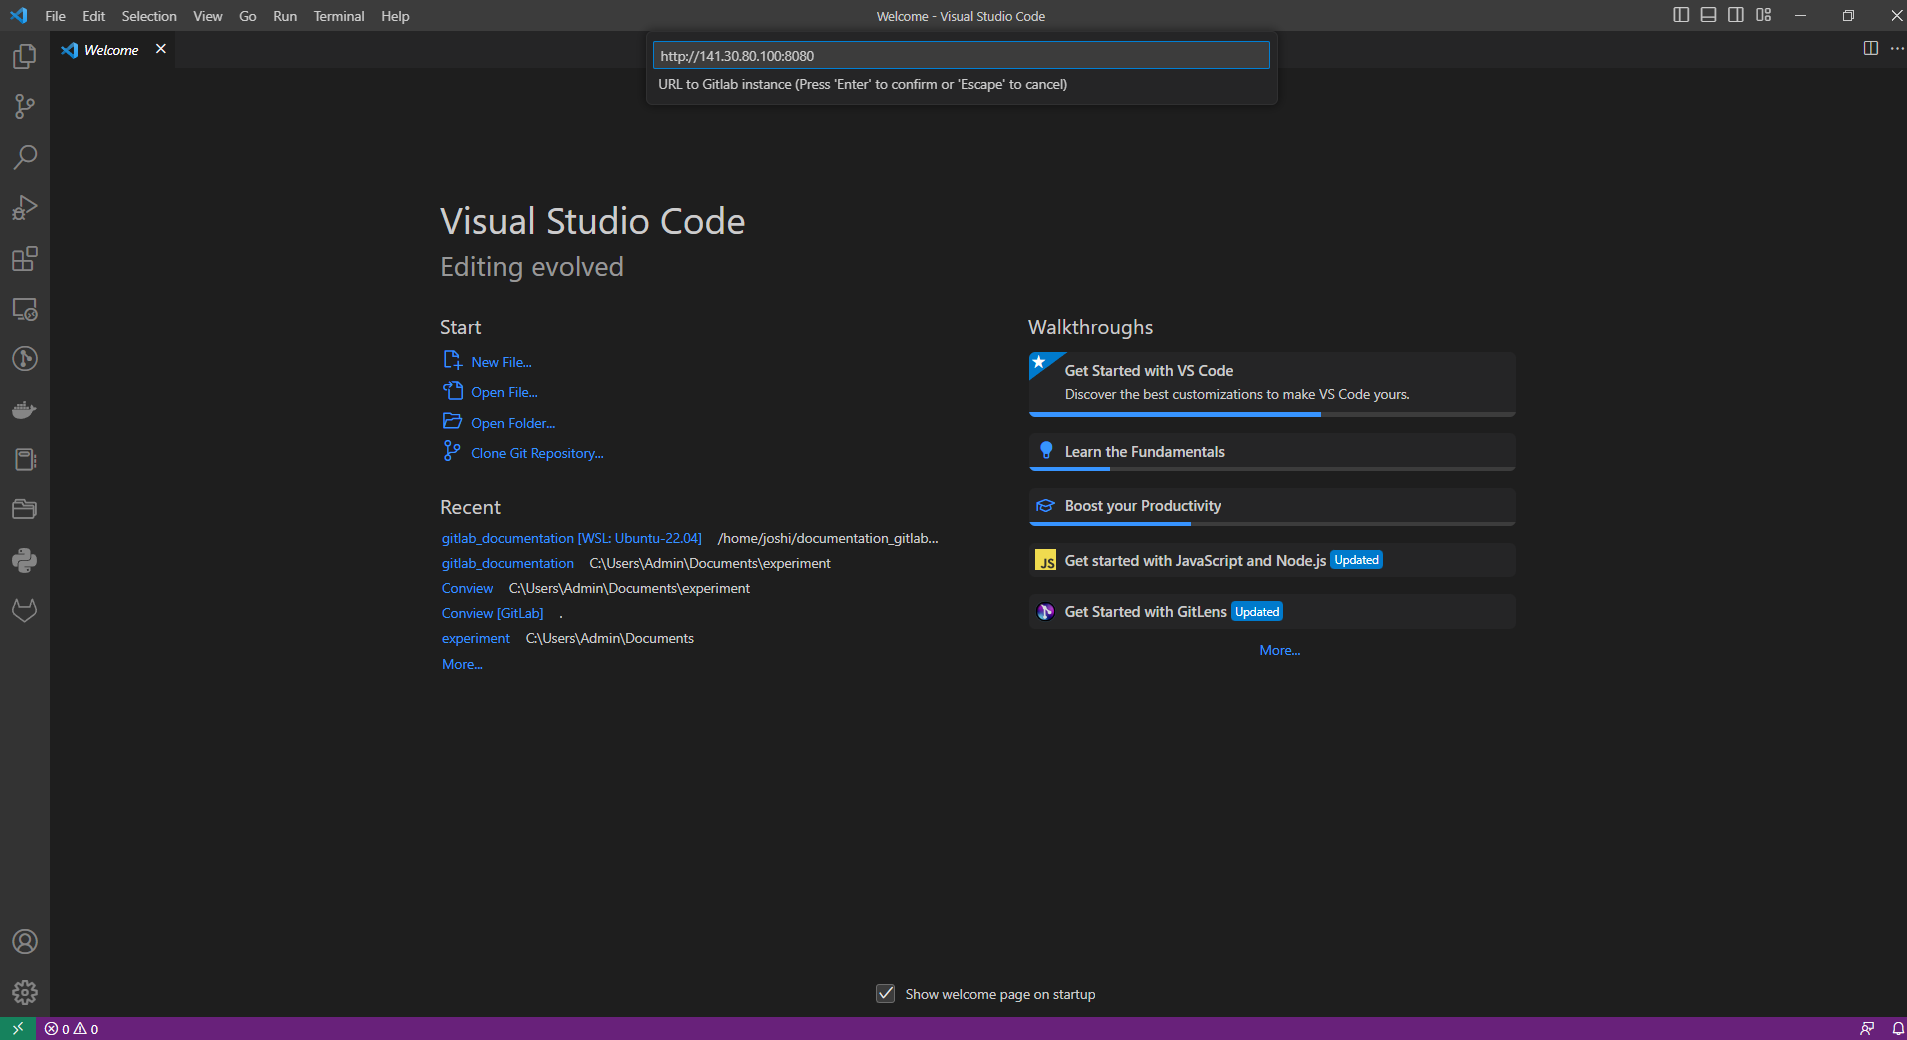 File Edit Selection View Go Run Terminal Help
Welcome - Visual Studio Code
Welcome
http://141.30.80.100:8080
URL to Gitlab instance (Press 'Enter' to confirm or 'Escape' to cancel)
Visual Studio Code
Editing evolved
Start
New File...
Open File...
Open Folder...
Clone Git Repository...
Recent
gitlab_documentation [WSL: Ubuntu-22.04] /home/joshi/documentation_gitlab...
gitlab_documentation C:\Users\Admin\Documents\experiment
Conview C:\Users\Admin\Documents\experiment
Conview [GitLab] .
experiment C:\Users\Admin\Documents
More...
Walkthroughs
Get Started with VS Code
Discover the best customizations to make VS Code yours.
Learn the Fundamentals
Boost your Productivity
JS Get started with JavaScript and Node.js Updated
Get Started with GitLens Updated
More...
Show welcome page on startup
0 0